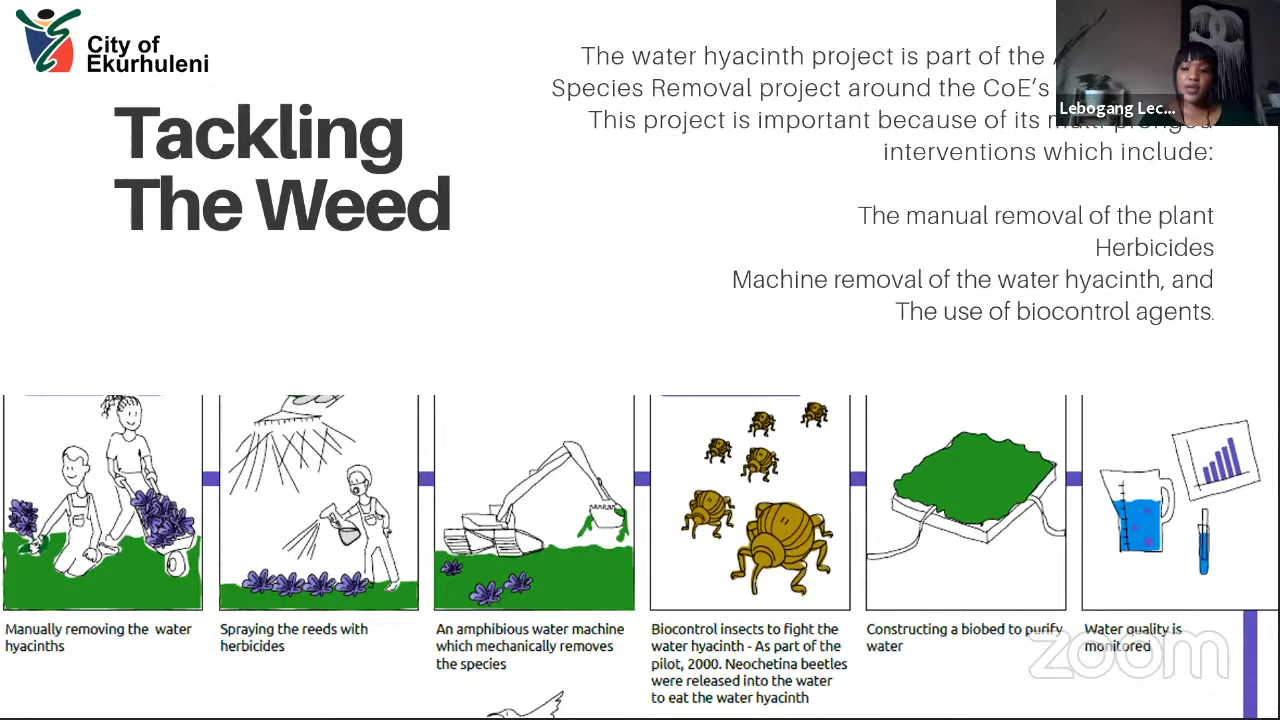 City of
Ekurhuleni
Tackling
The Weed
The water hyacinth project is part of the
Species Removal project around the CoE's
This project is important because of its multi-pronged
interventions which include:
The manual removal of the plant
Herbicides
Machine removal of the water hyacinth, and
The use of biocontrol agents.
Lebogang Lec...
Manually removing the water
hyacinths
Spraying the reeds with
herbicides
An amphibious water machine
which mechanically removes
the species
Biocontrol insects to fight the
water hyacinth - As part of the
pilot, 2000. Neochetina beetles
were released into the water
to eat the water hyacinth
Constructing a biobed to purify
water
Water quality is
monitored
zoom